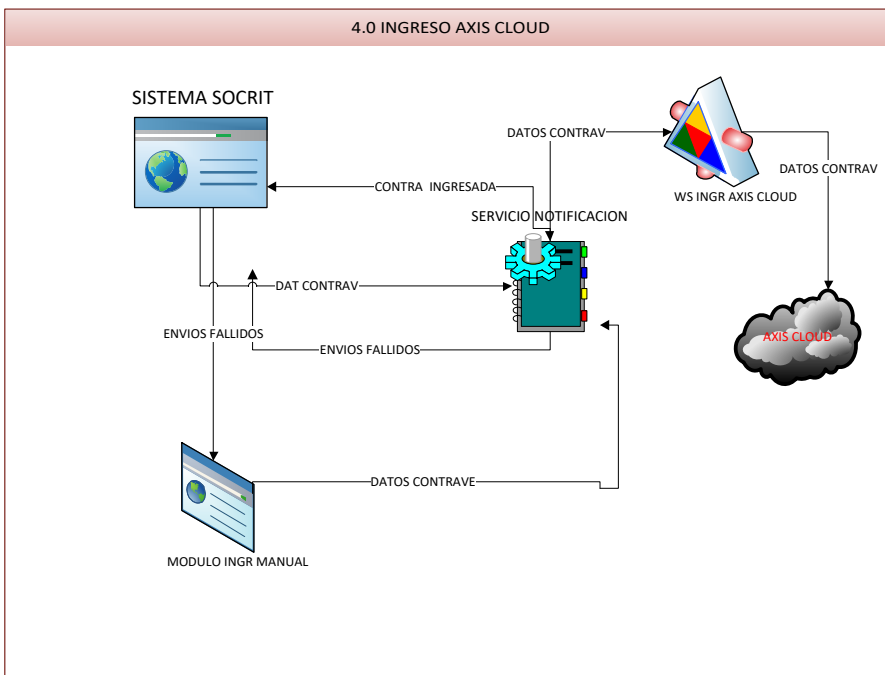 4.0 INGRESO AXIS CLOUD
SISTEMA SOCRIT
DATOS CONTRAV
DATOS CONTRAV
CONTRA INGRESADA
WS INGR AXIS CLOUD
SERVICIO NOTIFICACION
DAT CONTRAV
ENVIOS FALLIDOS
AXIS CLOUD
ENVIOS FALLIDOS
DATOS CONTRAVE
MODULO INGR MANUAL